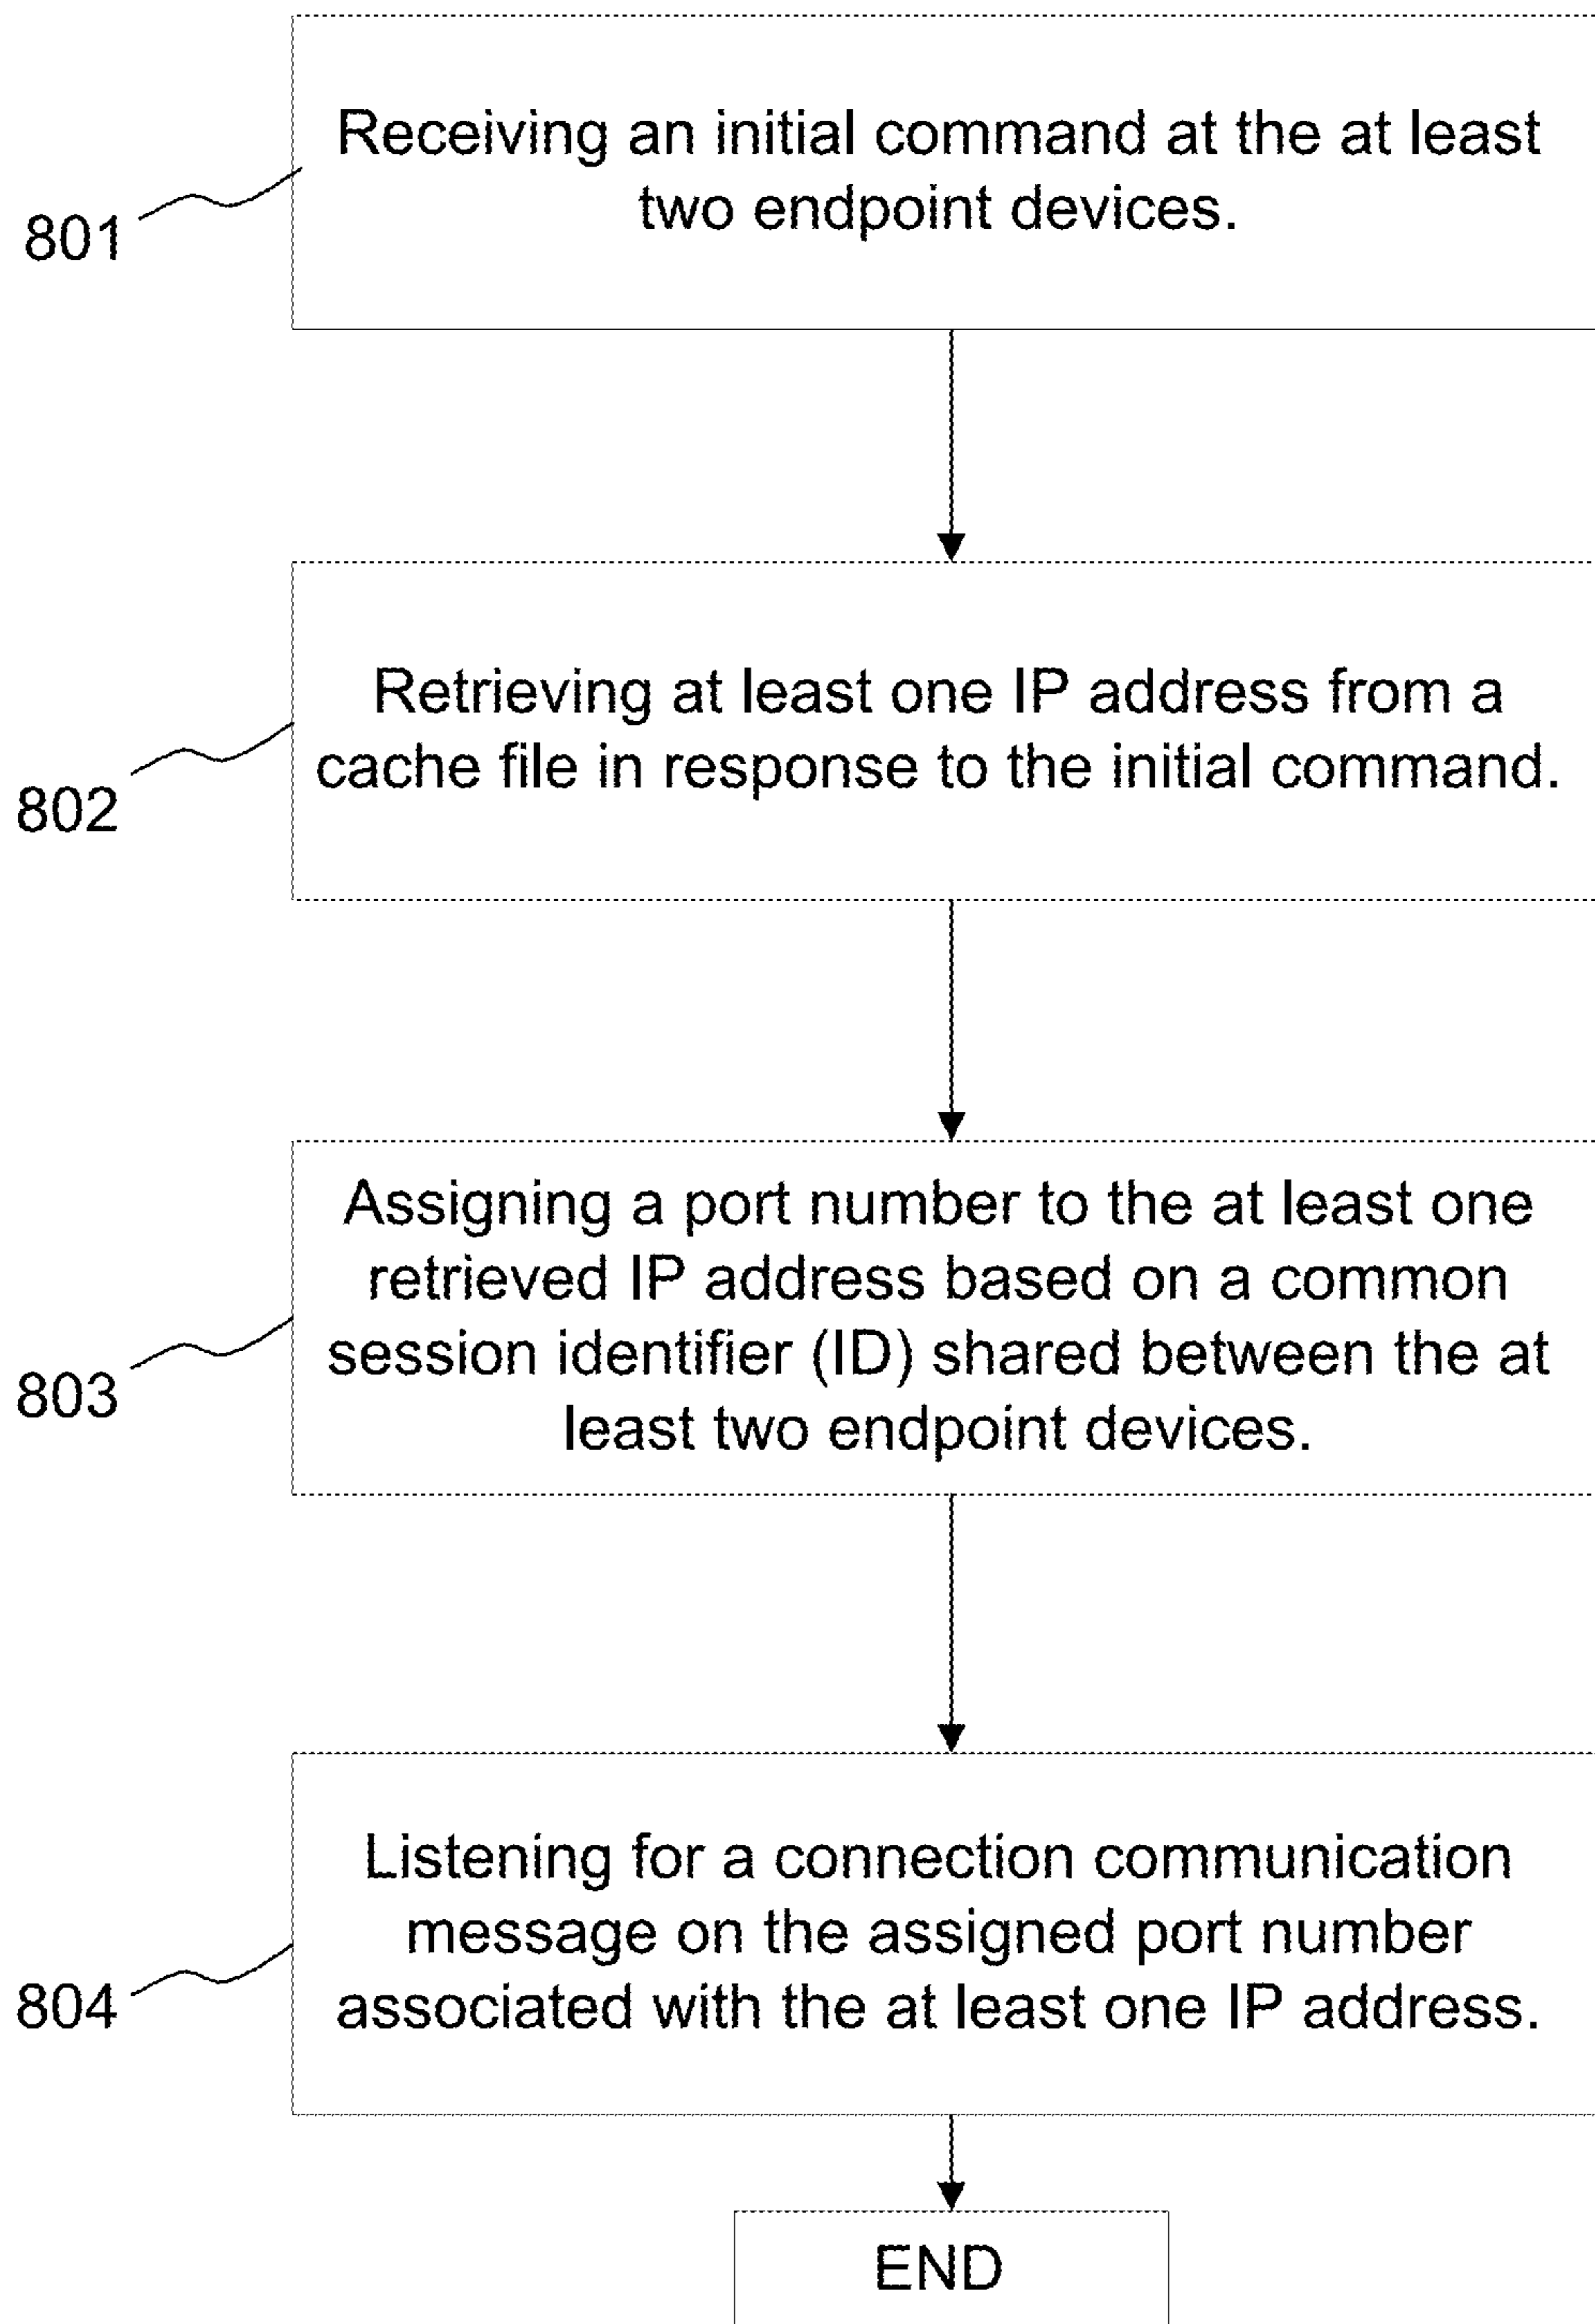 Receiving an initial command at the at least
two endpoint devices.
801
Retrieving at least one IP address from a
cache file in response to the initial command.
802
Assigning a port number to the at least one
retrieved IP address based on a common
session identifier (ID) shared between the at
least two endpoint devices.
803
Listening for a connection communication
message on the assigned port number
associated with the at least one IP address.
804
END